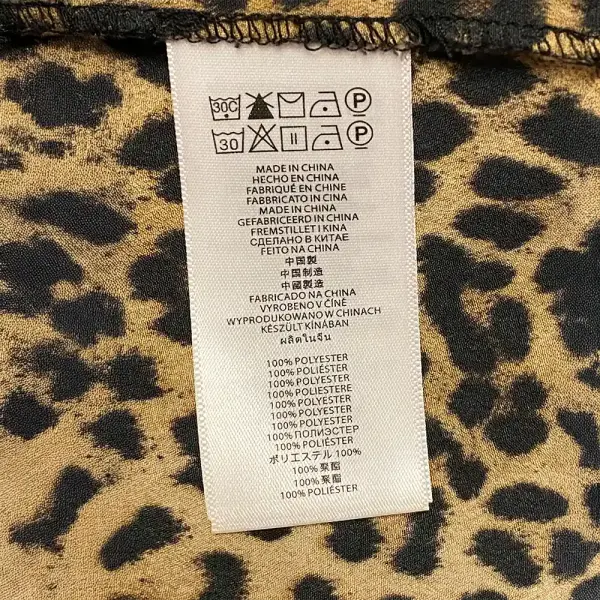 30C P
30 P
MADE IN CHINA
HECHO EN CHINA
FABRIQUÉ EN CHINE
FABBRICATO IN CINA
MADE IN CHINA
GEFABRICEERD IN CHINA
FREMSTILLET I KINA
СДЕЛАНО В КИТАЕ
FEITO NA CHINA
中国製
中国制造
中國製造
FABRICADO NA CHINA
VYROBENO V ČÍNĚ
WYPRODUKOWANO W CHINACH
KÉSZÜLT KÍNÁBAN
ผลิตในจีน
100% POLYESTER
100% POLIÉSTER
100% POLYESTER
100% POLIESTERE
100% POLYESTER
100% POLYESTER
100% POLYESTER
100% ПОЛИЭСТЕР
100% POLIÉSTER
ポリエステル 100%
100% 聚酯
100% 聚酯
100% POLIÉSTER